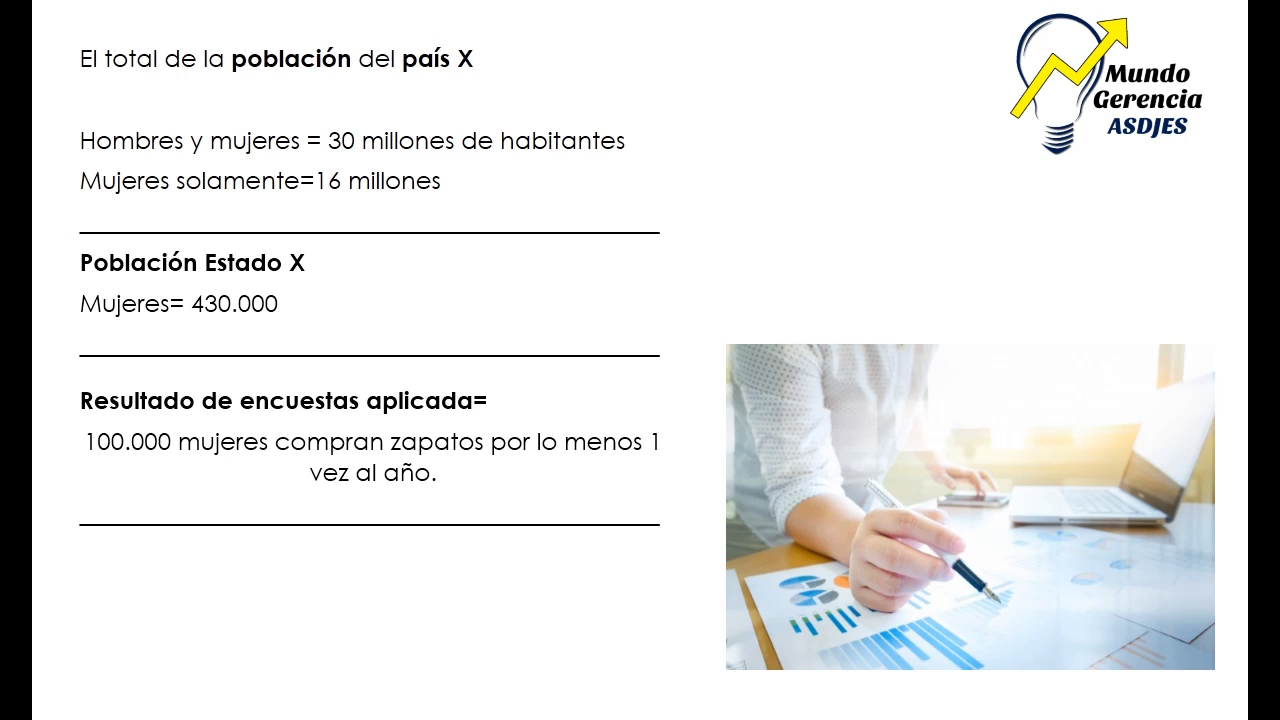 El total de la población del país X
Hombres y mujeres = 30 millones de habitantes
Mujeres solamente=16 millones
Población Estado X
Mujeres= 430.000
Resultado de encuestas aplicada=
100.000 mujeres compran zapatos por lo menos 1
vez al año.
Mundo
Gerencia
ASDJES